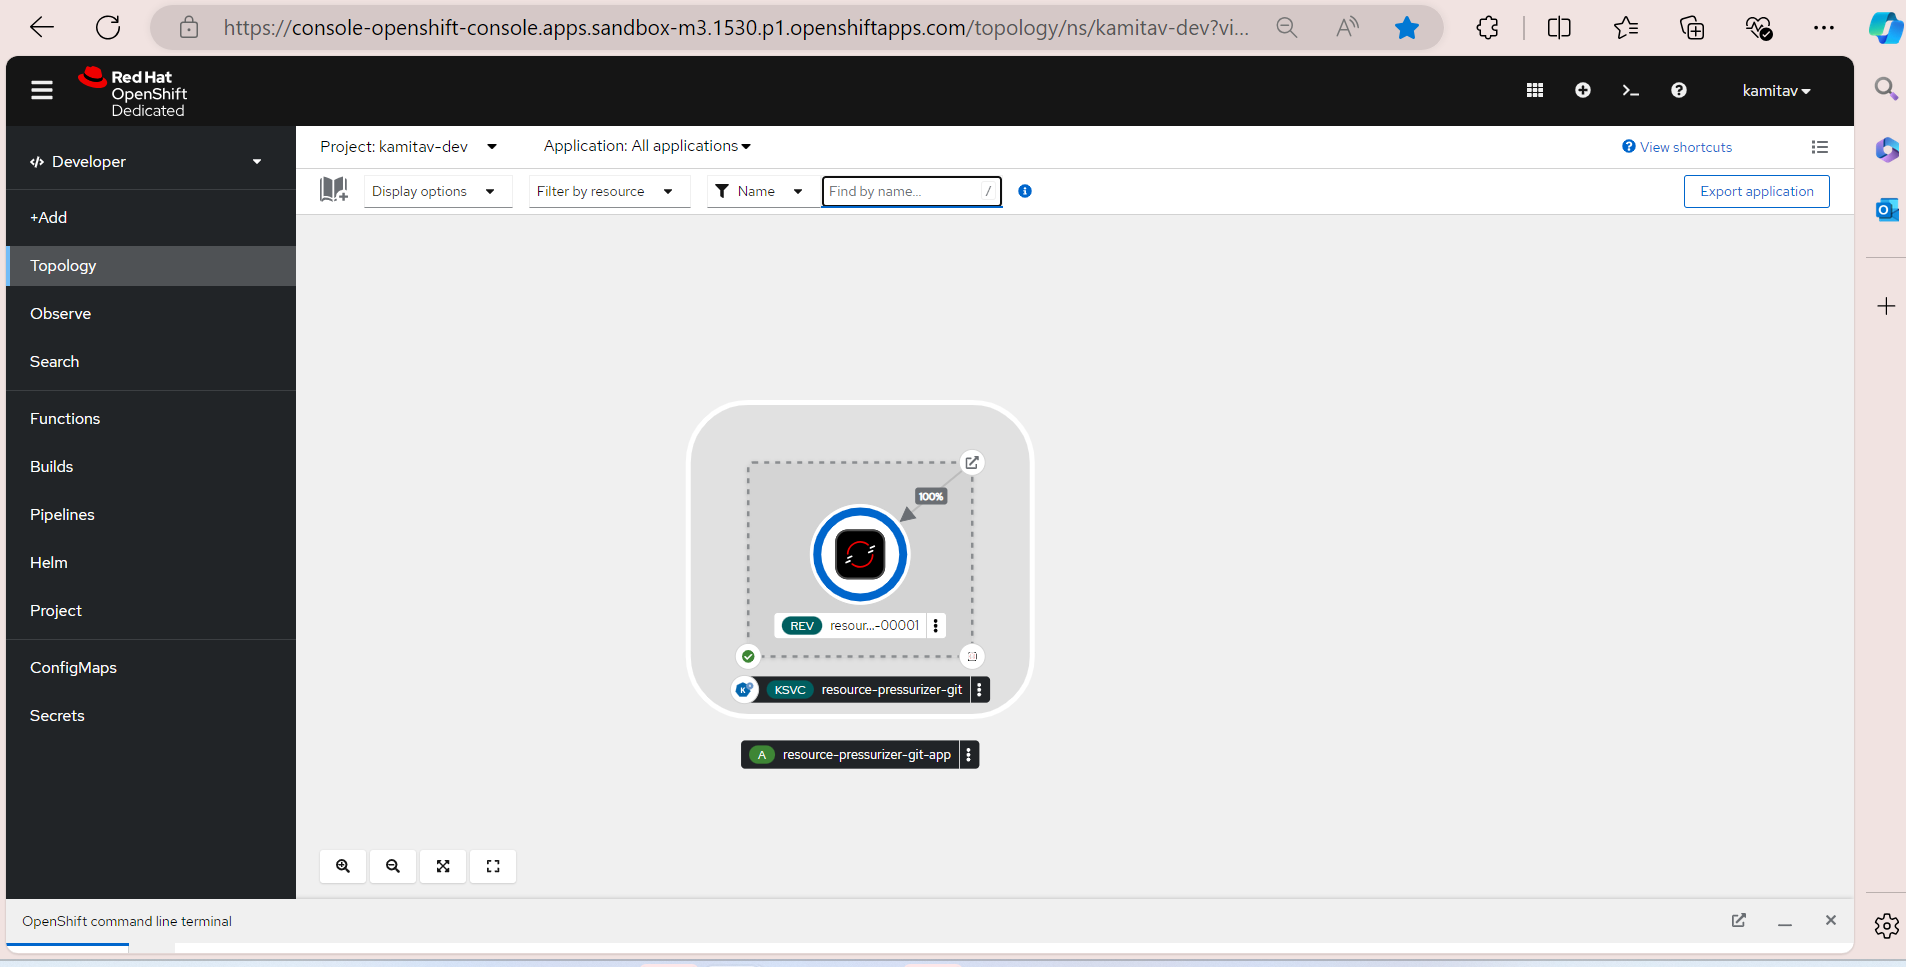 https://console-openshift-console.apps.sandbox-m3.1530.p1.openshiftapps.com/topology/ns/kamitav-dev?vi...
Red Hat
OpenShift
Dedicated
kamitav
Developer
Project: kamitav-dev
Application: All applications
View shortcuts
Display options
Filter by resource
Name
Find by name...
/
Export application
+Add
Topology
Observe
Search
Functions
Builds
Pipelines
Helm
Project
ConfigMaps
Secrets
100%
REV resour...-00001
KSVC resource-pressurizer-git
A resource-pressurizer-git-app
OpenShift command line terminal